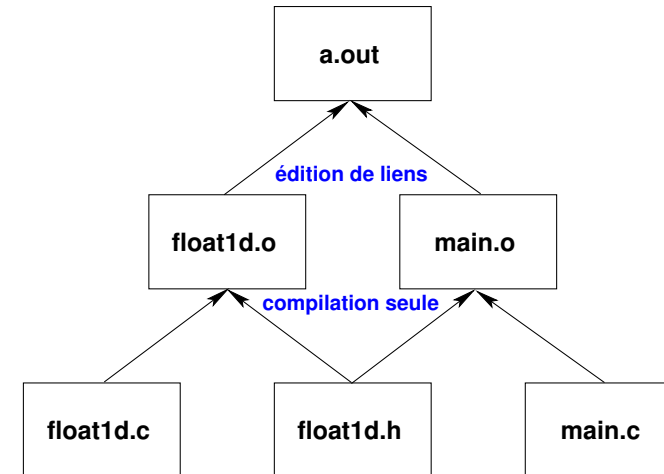 a.out
édition de liens
float1d.o
main.o
compilation seule
float1d.c
float1d.h
main.c